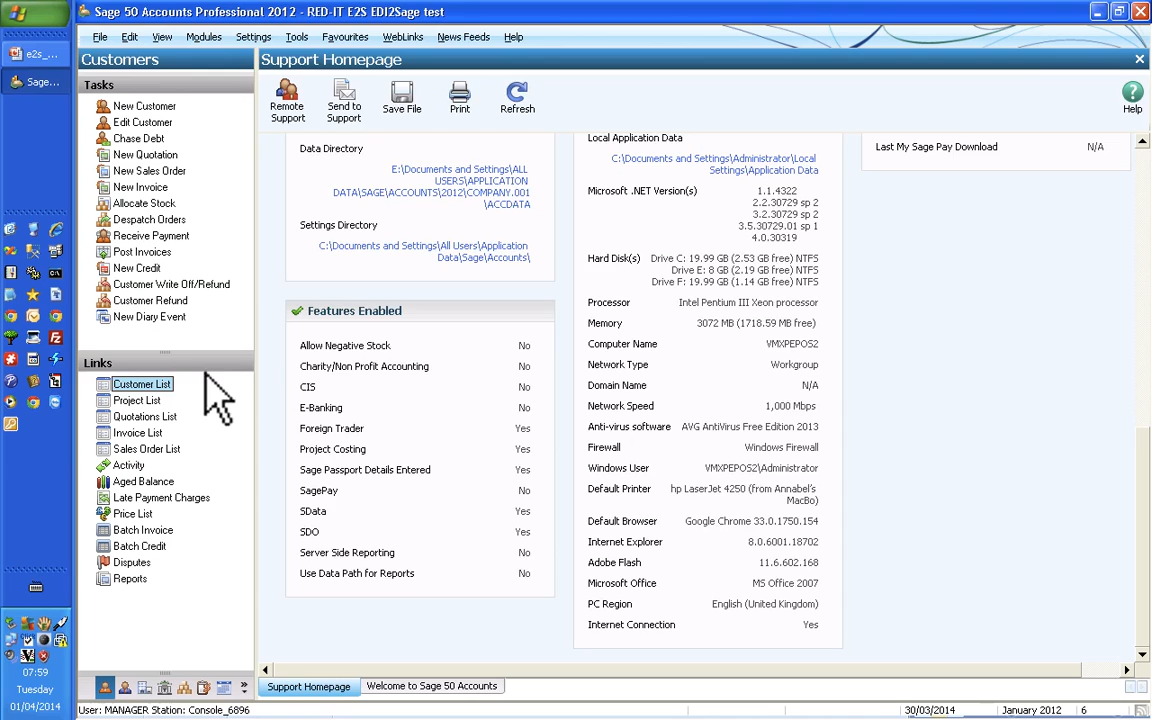 Sage 50 Accounts Professional 2012 - RED-IT E2S EDI2Sage test
e2s_...
Sage...
File Edit View Modules Settings Tools Favourites WebLinks News Feeds Help
Customers
Support Homepage
Tasks
New Customer
Edit Customer
Chase Debt
New Quotation
New Sales Order
New Invoice
Allocate Stock
Despatch Orders
Receive Payment
Post Invoices
New Credit
Customer Write Off/Refund
Customer Refund
New Diary Event
Links
Customer List
Project List
Quotations List
Invoice List
Sales Order List
Activity
Aged Balance
Late Payment Charges
Price List
Batch Invoice
Batch Credit
Disputes
Reports
Remote Support
Send to Support
Save File
Print
Refresh
Help
Data Directory
E:\Documents and Settings\ALL
USERS\APPLICATION
DATA\SAGE\ACCOUNTS\2012\COMPANY.001
\ACCDATA
Settings Directory
C:\Documents and Settings\All Users\Application
Data\Sage\Accounts\
Features Enabled
Allow Negative Stock No
Charity/Non Profit Accounting No
CIS No
E-Banking No
Foreign Trader Yes
Project Costing Yes
Sage Passport Details Entered Yes
SagePay No
SData Yes
SDO Yes
Server Side Reporting No
Use Data Path for Reports No
Local Application Data
C:\Documents and Settings\Administrator\Local
Settings\Application Data
Microsoft .NET Version(s) 1.1.4322
2.2.30729 sp 2
3.2.30729 sp 2
3.5.30729.01 sp 1
4.0.30319
Hard Disk(s) Drive C: 19.99 GB (2.53 GB free) NTFS
Drive E: 8 GB (2.19 GB free) NTFS
Drive F: 19.99 GB (1.14 GB free) NTFS
Processor Intel Pentium III Xeon processor
Memory 3072 MB (1718.59 MB free)
Computer Name VMXPEPOS2
Network Type Workgroup
Domain Name N/A
Network Speed 1,000 Mbps
Anti-virus software AVG AntiVirus Free Edition 2013
Firewall Windows Firewall
Windows User VMXPEPOS2\Administrator
Default Printer hp LaserJet 4250 (from Annabel's
MacBo)
Default Browser Google Chrome 33.0.1750.154
Internet Explorer 8.0.6001.18702
Adobe Flash 11.6.602.168
Microsoft Office MS Office 2007
PC Region English (United Kingdom)
Internet Connection Yes
Last My Sage Pay Download N/A
Support Homepage Welcome to Sage 50 Accounts
User: MANAGER Station: Console_6896 30/03/2014 January 2012 6
07:59
Tuesday
01/04/2014